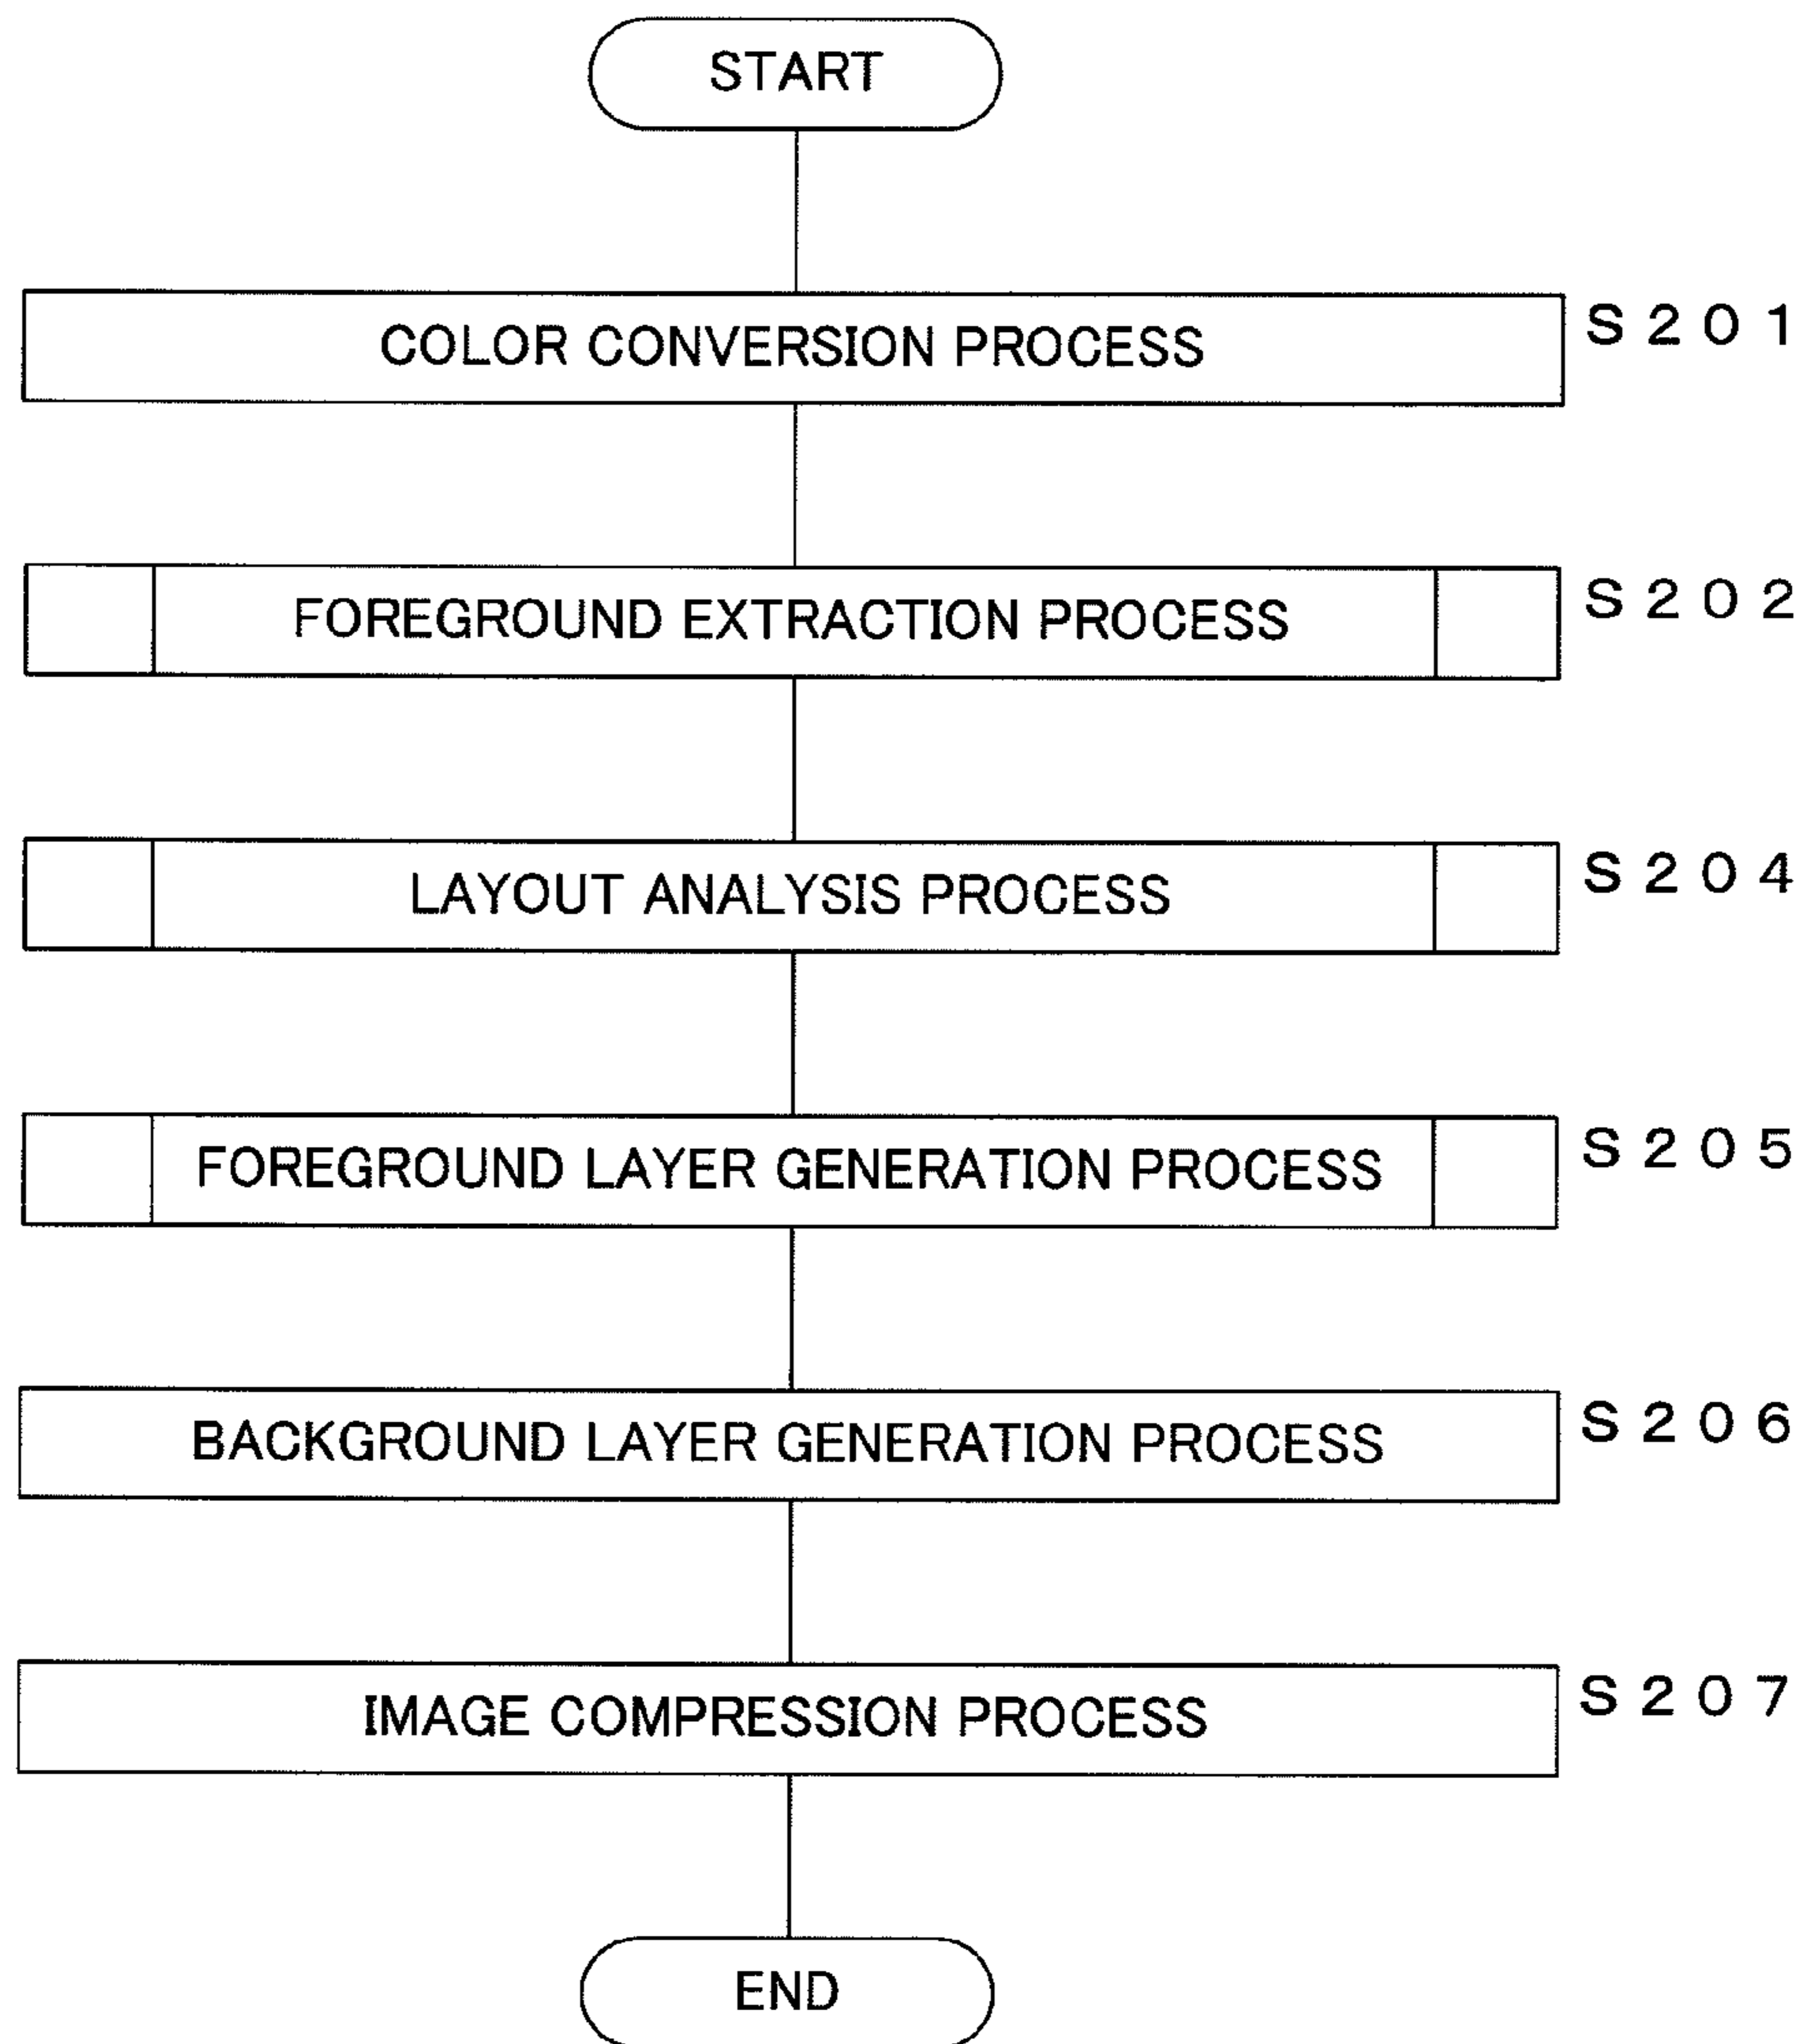 START
COLOR CONVERSION PROCESS S201
FOREGROUND EXTRACTION PROCESS S202
LAYOUT ANALYSIS PROCESS S204
FOREGROUND LAYER GENERATION PROCESS S205
BACKGROUND LAYER GENERATION PROCESS S206
IMAGE COMPRESSION PROCESS S207
END